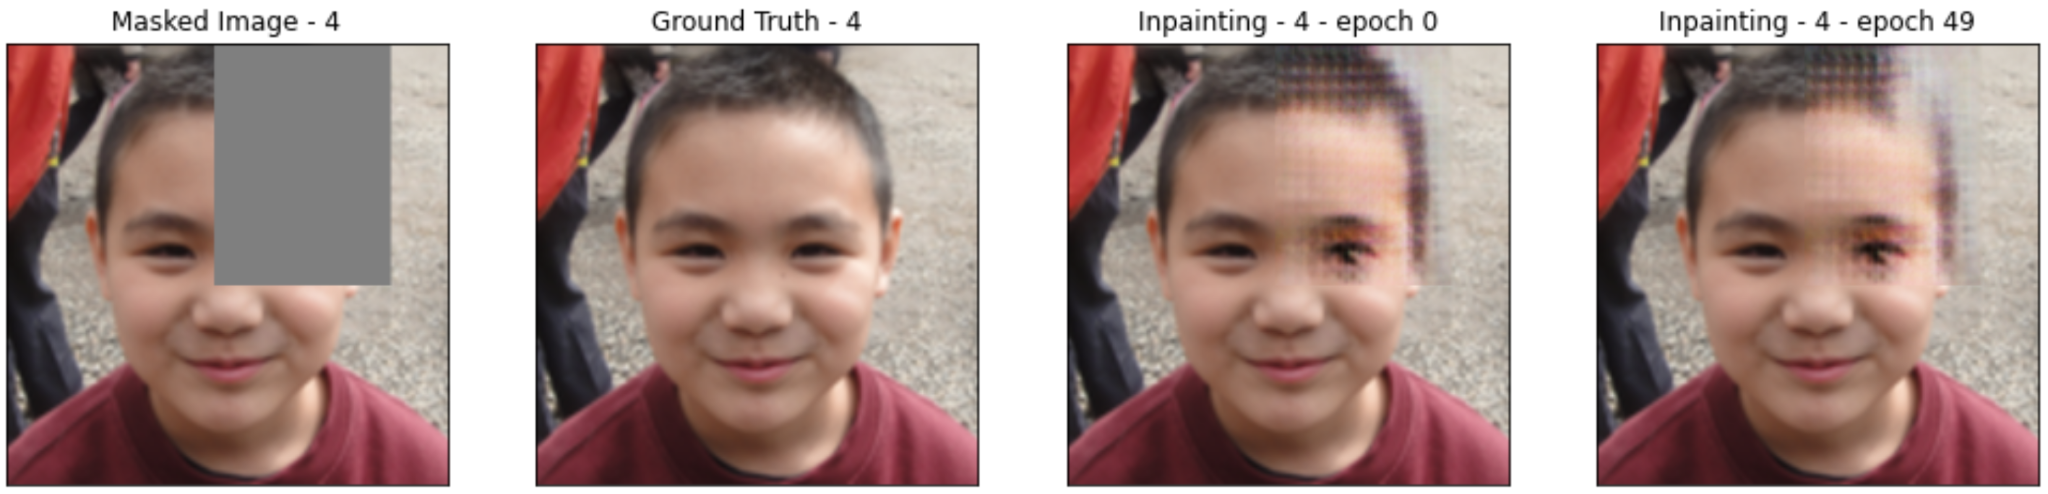 Masked Image - 4
Ground Truth - 4
Inpainting - 4 - epoch 0
Inpainting - 4 - epoch 49